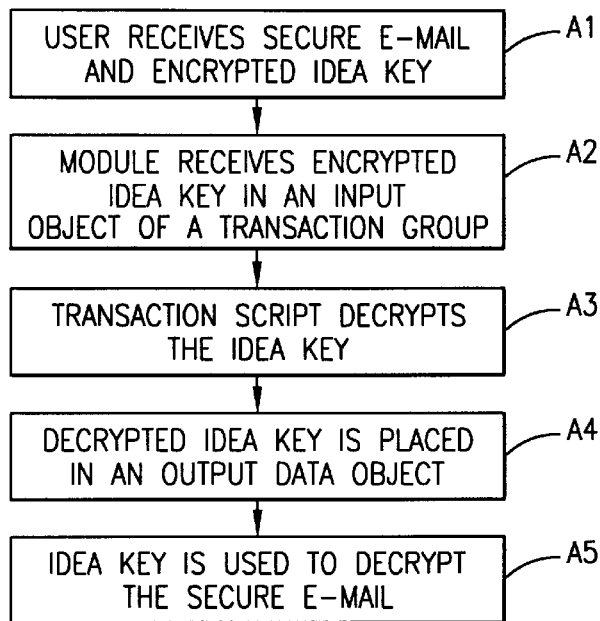 USER RECEIVES SECURE E-MAIL
AND ENCRYPTED IDEA KEY
A1
MODULE RECEIVES ENCRYPTED
IDEA KEY IN AN INPUT
OBJECT OF A TRANSACTION GROUP
A2
TRANSACTION SCRIPT DECRYPTS
THE IDEA KEY
A3
DECRYPTED IDEA KEY IS PLACED
IN AN OUTPUT DATA OBJECT
A4
IDEA KEY IS USED TO DECRYPT
THE SECURE E-MAIL
A5